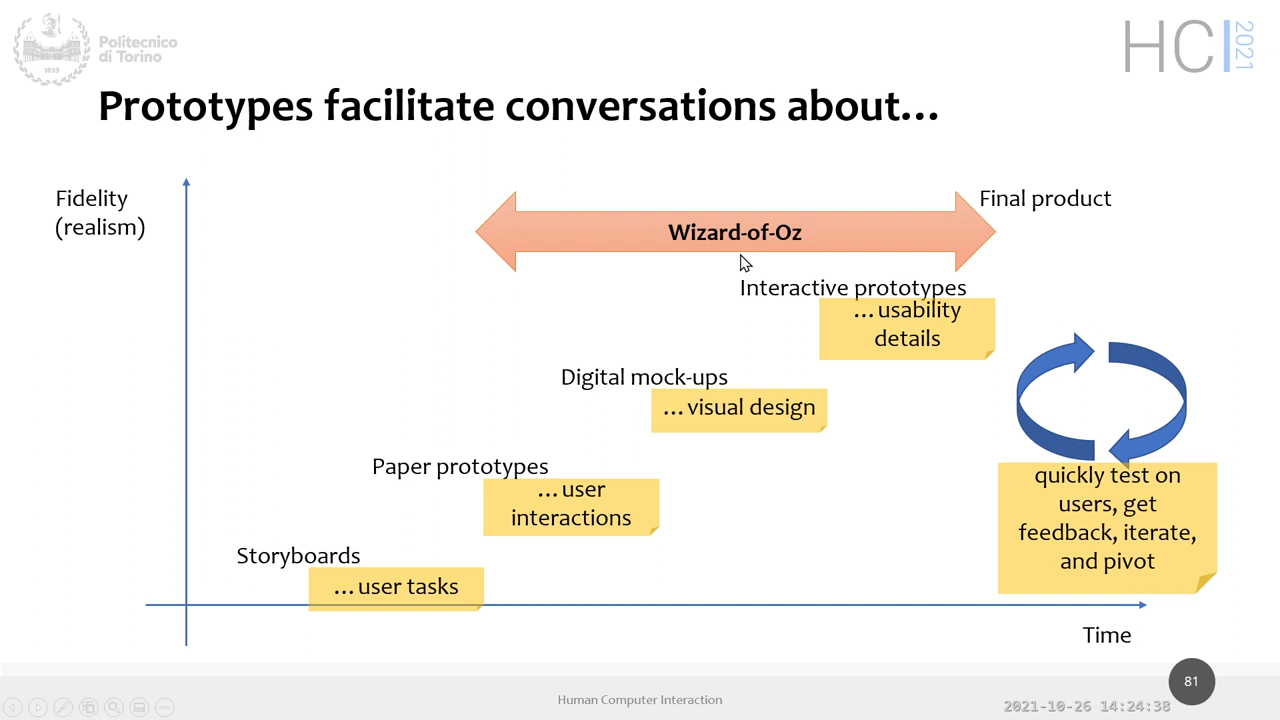 Politecnico
di Torino
1859
HCI 2021
Prototypes facilitate conversations about...
Fidelity
(realism)
Final product
Wizard-of-Oz
Interactive prototypes
...usability
details
Digital mock-ups
...visual design
Paper prototypes
...user
interactions
quickly test on
users, get
feedback, iterate,
and pivot
Storyboards
...user tasks
Time
81
Human Computer Interaction
2021-10-26 14:24:38